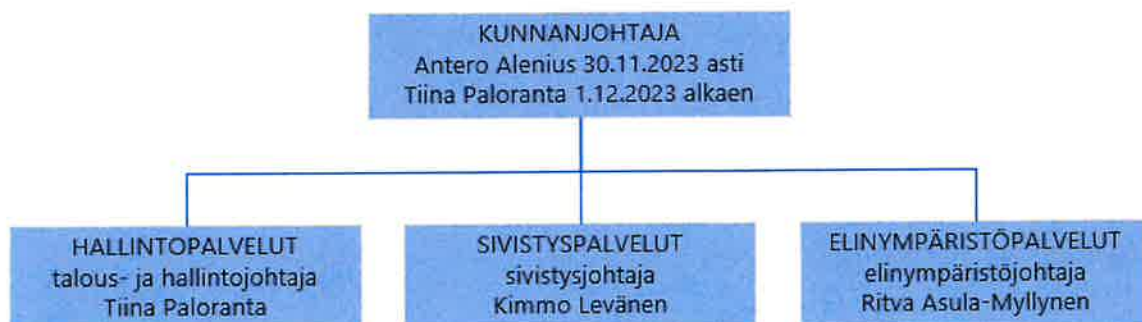 KUNNANJOHTAJA
Antero Alenius 30.11.2023 asti
Tiina Paloranta 1.12.2023 alkaen
HALLINTOPALVELUT
talous- ja hallintojohtaja
Tiina Paloranta
SIVISTYSPALVELUT
sivistysjohtaja
Kimmo Levänen
ELINYMPÄRISTÖPALVELUT
elinympäristöjohtaja
Ritva Asula-Myllynen